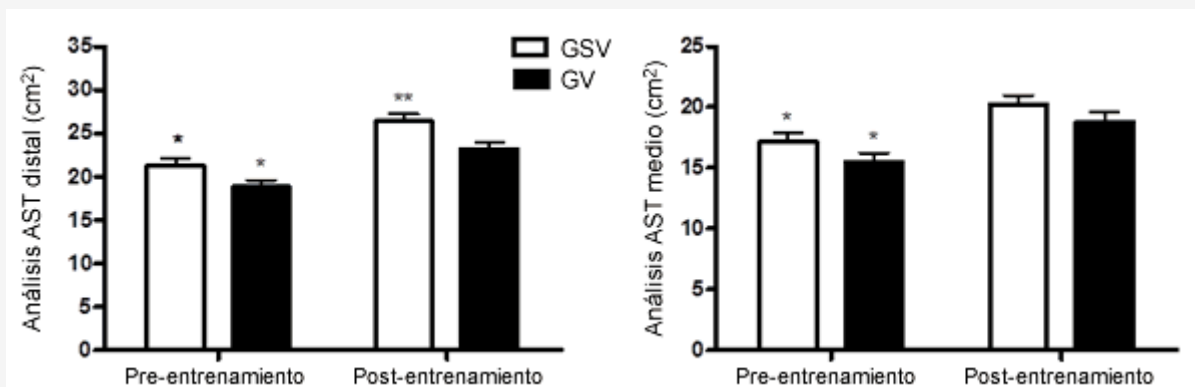 Análisis AST distal (cm²)
35
30
25
20
15
10
5
0
*
*
**
GSV
GV
Pre-entrenamiento
Post-entrenamiento
Análisis AST medio (cm²)
25
20
15
10
5
0
*
*
Pre-entrenamiento
Post-entrenamiento